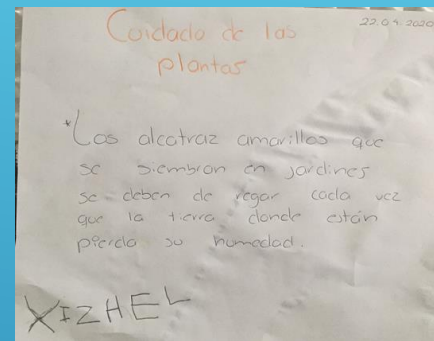 Cuidado de las
22.09.2020
plantas
*Los alcatraz amarillos que
se siembran en jardines
se deben de regar cada vez
que la tierra donde están
pierda su humedad.
XIZHEL